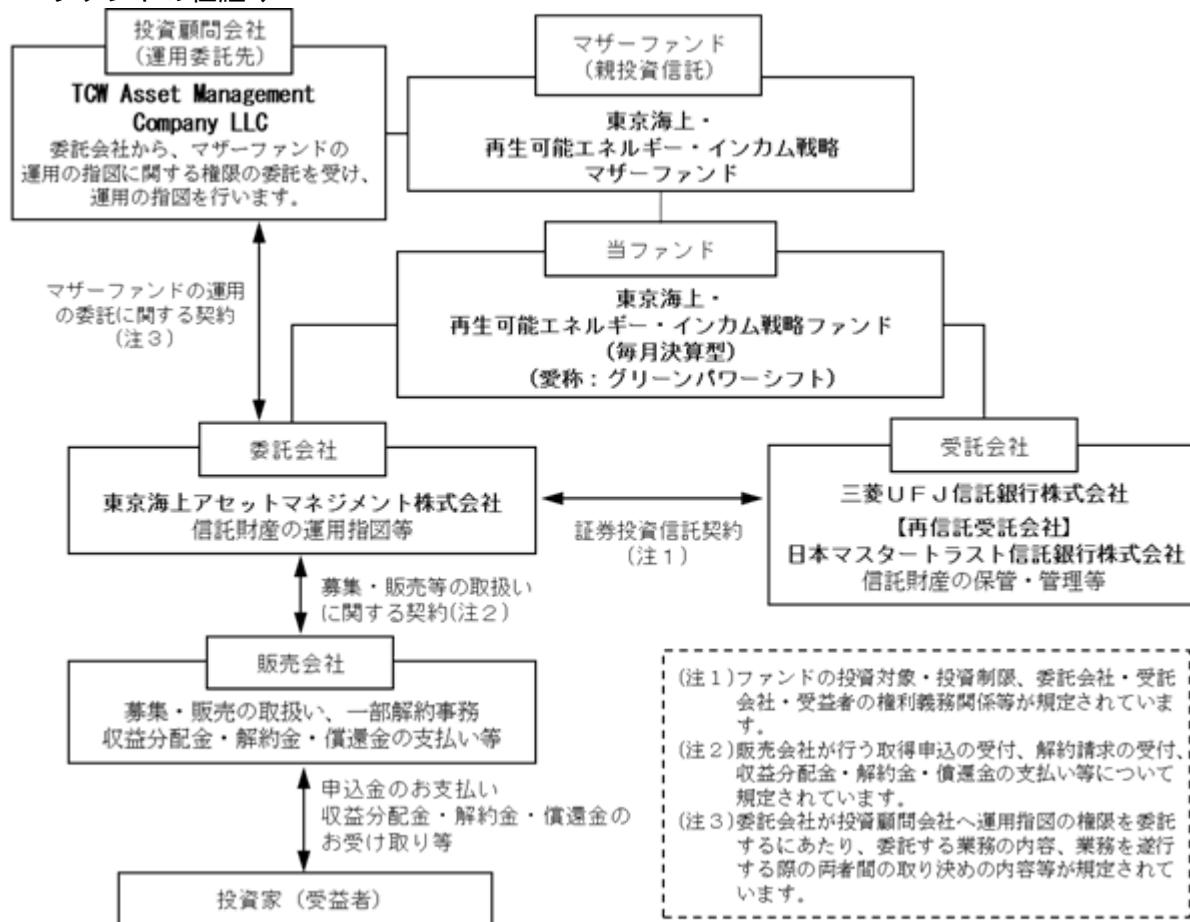 投資顧問会社
(運用委託先)
TCW Asset Management
Company LLC
委託会社から、マザーファンドの
運用の指図に関する権限の委託を受け、
運用の指図を行います。
マザーファンド
(親投資信託)
東京海上・
再生可能エネルギー・インカム戦略
マザーファンド
当ファンド
東京海上・
再生可能エネルギー・インカム戦略ファンド
(毎月決算型)
(愛称:グリーンパワーシフト)
マザーファンドの運用
の委託に関する契約
(注3)
委託会社
東京海上アセットマネジメント株式会社
信託財産の運用指図等
証券投資信託契約
(注1)
受託会社
三菱UFJ信託銀行株式会社
【再信託受託会社】
日本マスタートラスト信託銀行株式会社
信託財産の保管・管理等
募集・販売等の取扱い
に関する契約(注2)
販売会社
募集・販売の取扱い、一部解約事務
収益分配金・解約金・償還金の支払い等
申込金のお支払い
収益分配金・解約金・償還金の
お受け取り等
投資家(受益者)
(注1)ファンドの投資対象・投資制限、委託会社・受託
会社・受益者の権利義務関係等が規定されていま
す。
(注2)販売会社が行う取得申込の受付、解約請求の受付、
収益分配金・解約金・償還金の支払い等について
規定されています。
(注3)委託会社が投資顧問会社へ運用指図の権限を委託
するにあたり、委託する業務の内容、業務を遂行
する際の両者間の取り決めの内容等が規定されて
います。